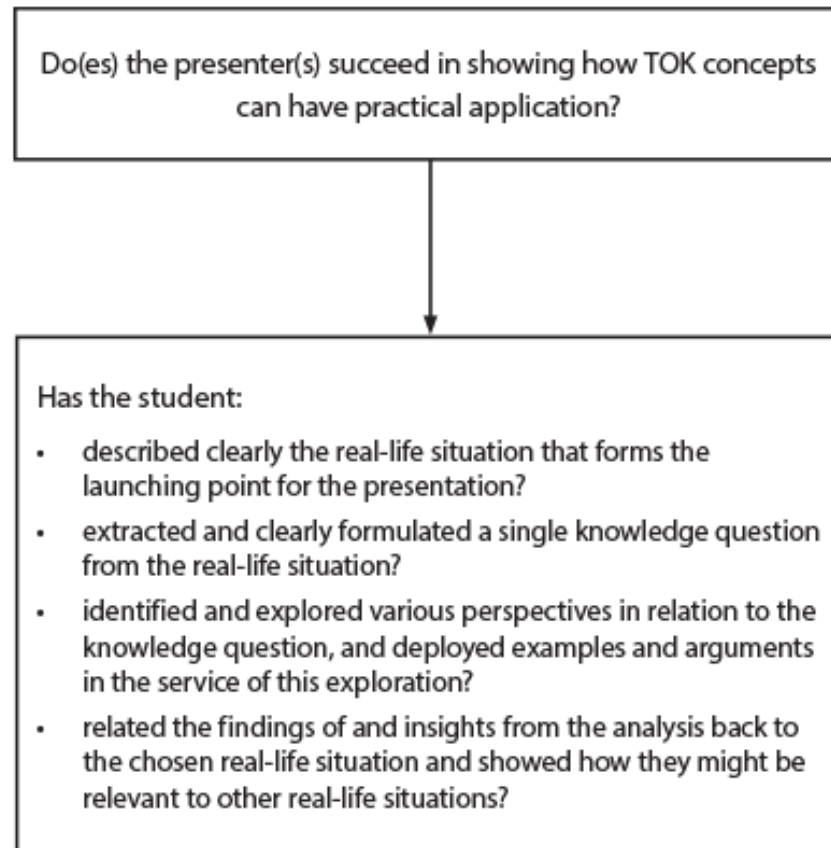 Do(es) the presenter(s) succeed in showing how TOK concepts
can have practical application?
Has the student:
• described clearly the real-life situation that forms the
launching point for the presentation?
• extracted and clearly formulated a single knowledge question
from the real-life situation?
• identified and explored various perspectives in relation to the
knowledge question, and deployed examples and arguments
in the service of this exploration?
• related the findings of and insights from the analysis back to
the chosen real-life situation and showed how they might be
relevant to other real-life situations?